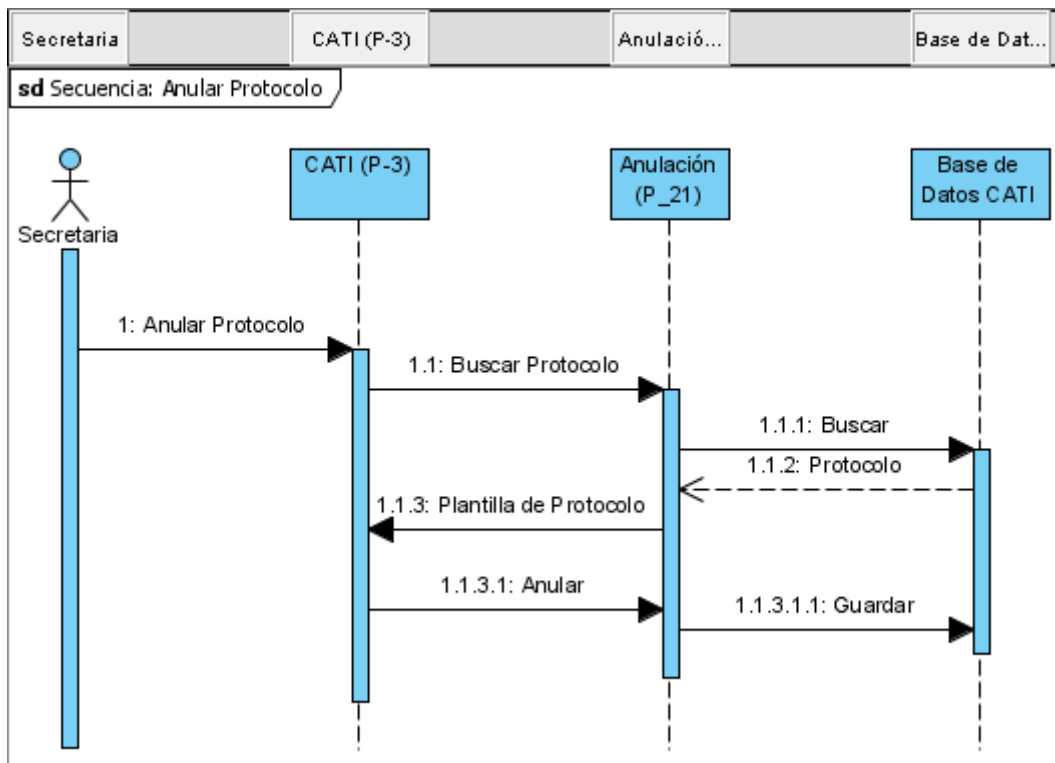 Secretaria
CATI (P-3)
Anulació...
Base de Dat...
sd Secuencia: Anular Protocolo
CATI (P-3)
Anulación
(P_21)
Base de
Datos CATI
Secretaria
1: Anular Protocolo
1.1: Buscar Protocolo
1.1.1: Buscar
1.1.2: Protocolo
1.1.3: Plantilla de Protocolo
1.1.3.1: Anular
1.1.3.1.1: Guardar